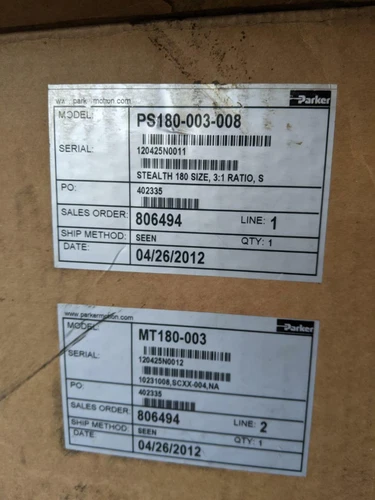 www.parkermotion.com
Parker
MODEL: PS180-003-008
SERIAL: 120425N0011
STEALTH 180 SIZE, 3:1 RATIO, S
PO: 402335
SALES ORDER: 806494 LINE: 1
SHIP METHOD: SEEN QTY: 1
DATE: 04/26/2012
www.parkermotion.com
Parker
MODEL: MT180-003
SERIAL: 120425N0012
10231008,SCXX-004,NA
PO: 402335
SALES ORDER: 806494 LINE: 2
SHIP METHOD: SEEN QTY: 1
DATE: 04/26/2012